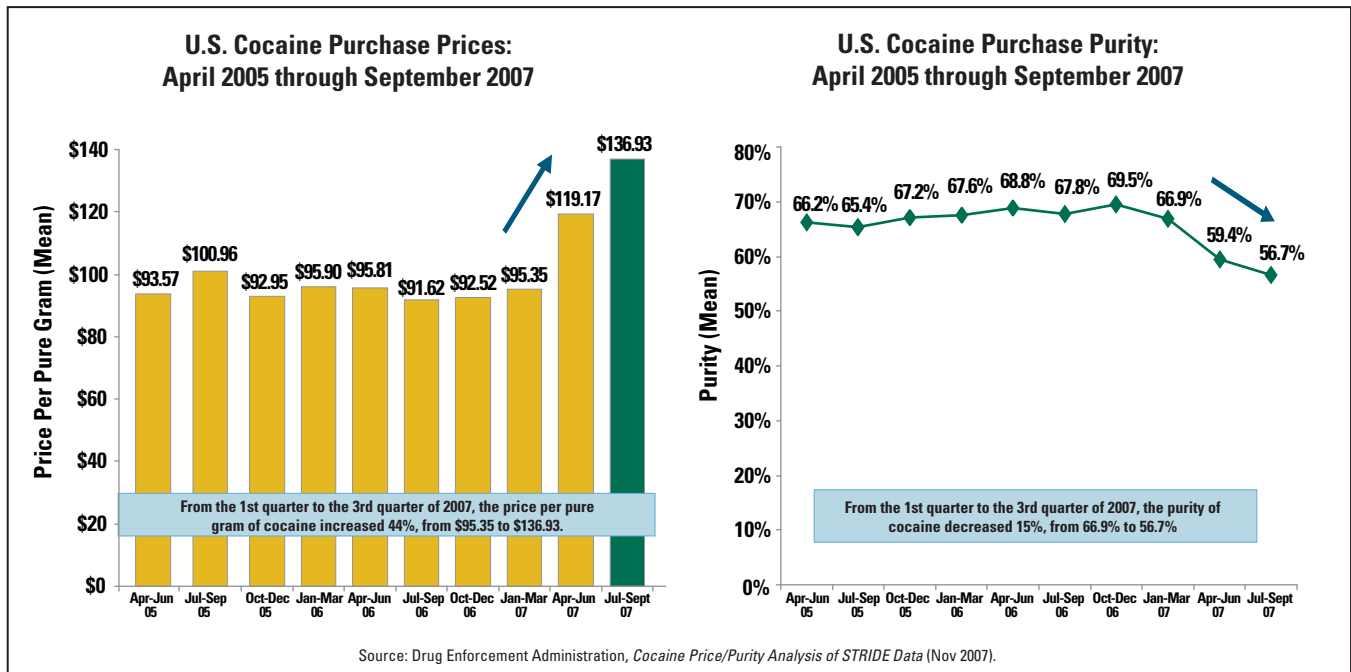 U.S. Cocaine Purchase Prices:
April 2005 through September 2007
Price Per Pure Gram (Mean)
$140
$120
$100
$80
$60
$40
$20
$0
$93.57
$100.96
$92.95
$95.90
$95.81
$91.62
$92.52
$95.35
$119.17
$136.93
From the 1st quarter to the 3rd quarter of 2007, the price per pure
gram of cocaine increased 44%, from $95.35 to $136.93.
Apr-Jun Jul-Sep Oct-Dec Jan-Mar Apr-Jun Jul-Sep Oct-Dec Jan-Mar Apr-Jun Jul-Sept
05 05 05 06 06 06 06 07 07 07
U.S. Cocaine Purchase Purity:
April 2005 through September 2007
Purity (Mean)
80%
70%
60%
50%
40%
30%
20%
10%
0%
66.2%
65.4%
67.2%
67.6%
68.8%
67.8%
69.5%
66.9%
59.4%
56.7%
From the 1st quarter to the 3rd quarter of 2007, the purity of
cocaine decreased 15%, from 66.9% to 56.7%
Apr-Jun Jul-Sep Oct-Dec Jan-Mar Apr-Jun Jul-Sep Oct-Dec Jan-Mar Apr-Jun Jul-Sept
05 05 05 06 06 06 06 07 07 07
Source: Drug Enforcement Administration, Cocaine Price/Purity Analysis of STRIDE Data (Nov 2007).